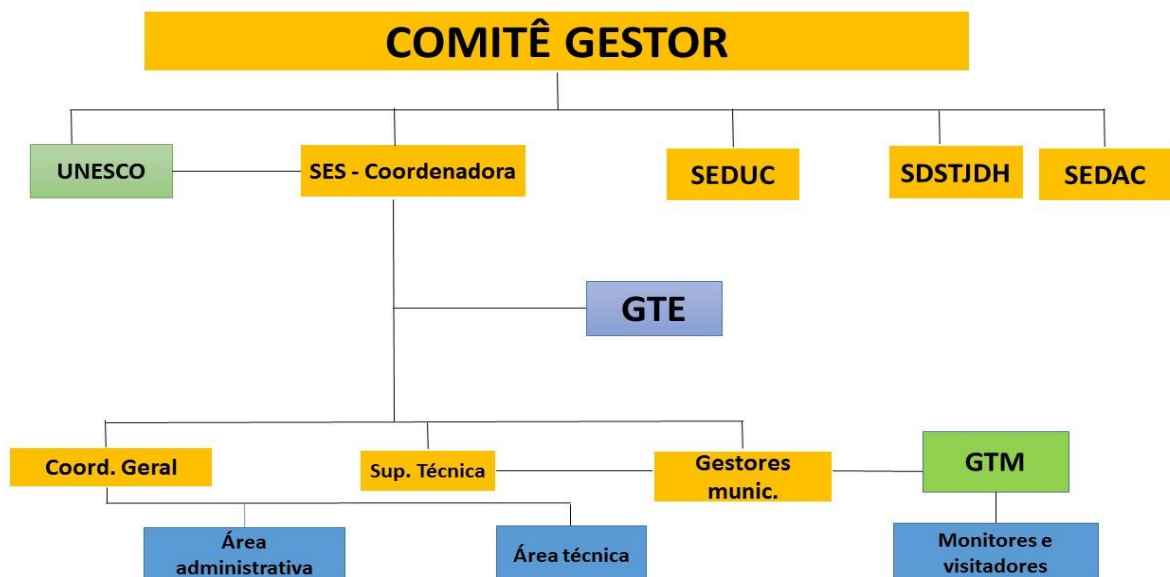 COMITÊ GESTOR
UNESCO
SES - Coordenadora
SEDUC
SDSTJDH
SEDAC
GTE
Coord. Geral
Sup. Técnica
Gestores
munic.
GTM
Área
administrativa
Área técnica
Monitores e
visitadores